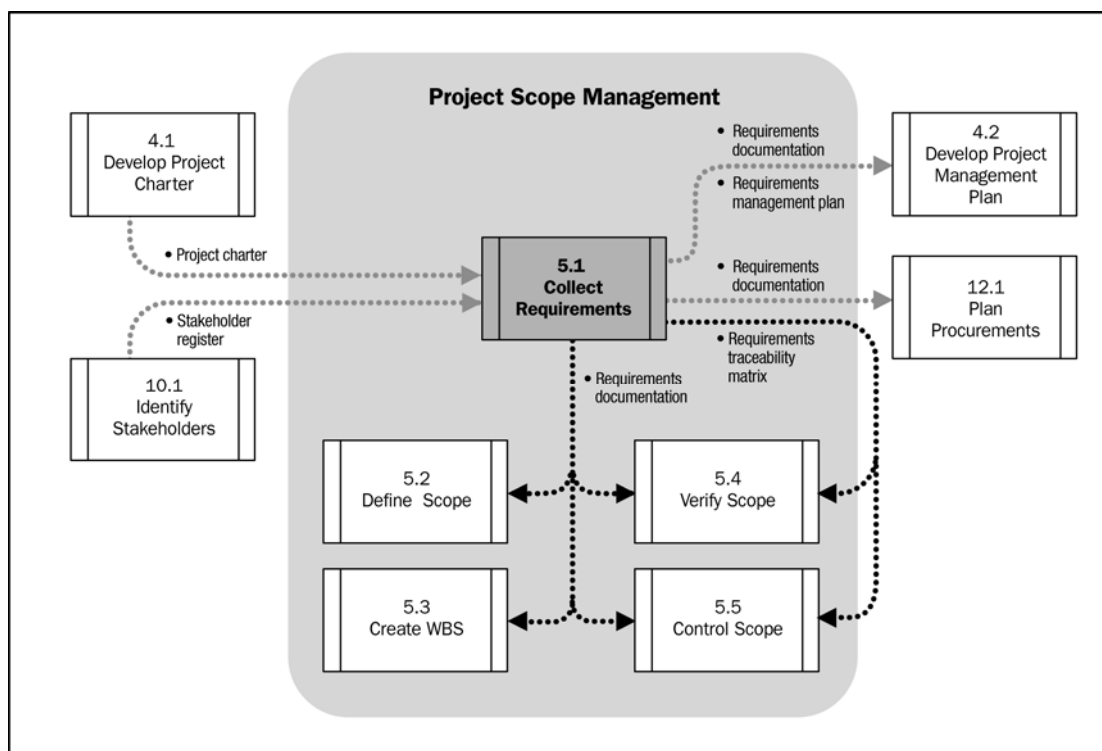 Project Scope Management
4.1
Develop Project
Charter
• Project charter
• Stakeholder
register
10.1
Identify
Stakeholders
5.1
Collect
Requirements
• Requirements
documentation
• Requirements
management plan
4.2
Develop Project
Management
Plan
• Requirements
documentation
12.1
Plan
Procurements
• Requirements
traceability
matrix
• Requirements
documentation
5.2
Define Scope
5.4
Verify Scope
5.3
Create WBS
5.5
Control Scope